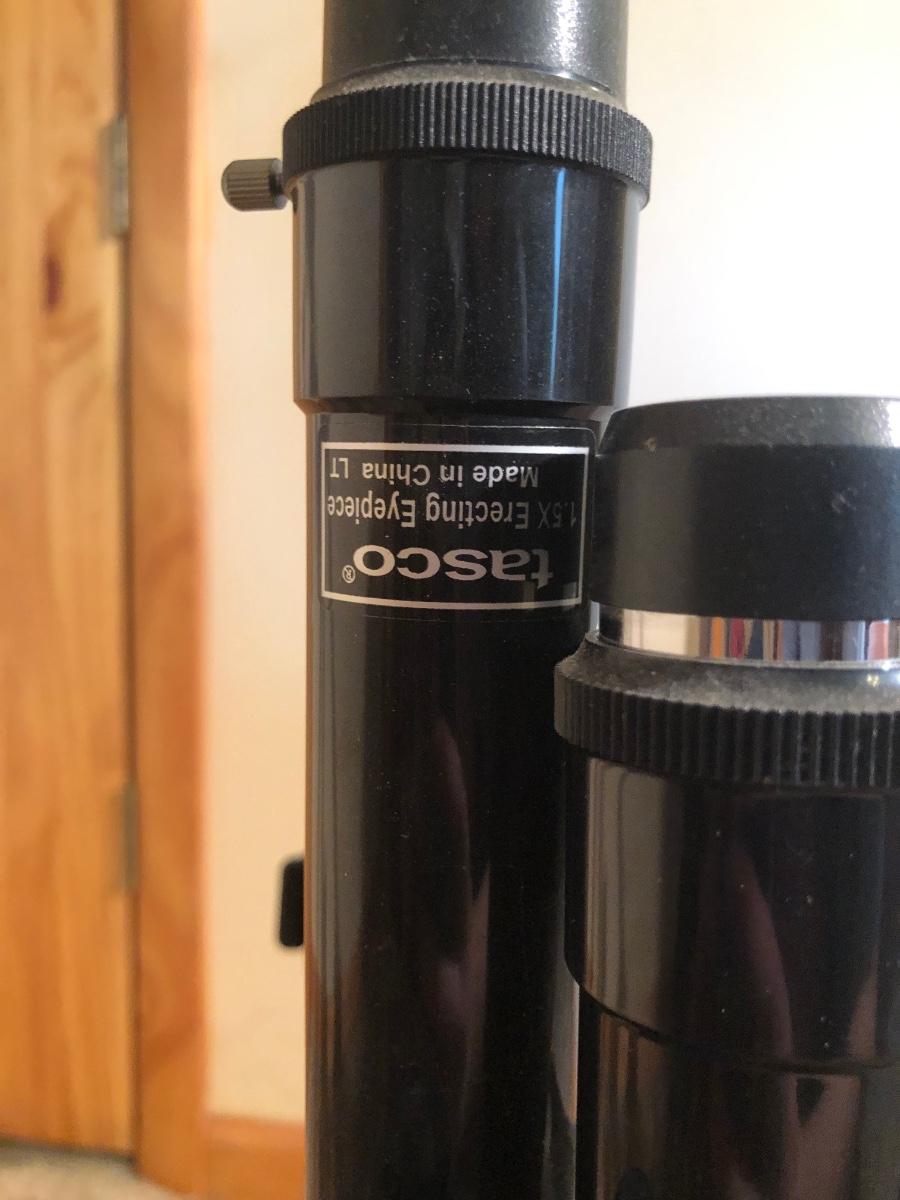 tasco®
1.5X Erecting Eyepiece
Made in China LT